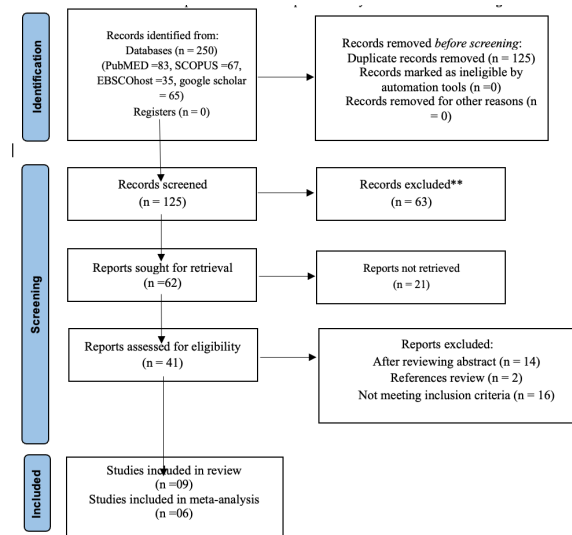 Identification
Records identified from:
Databases (n = 250)
(PubMED =83, SCOPUS =67,
EBSCOhost =35, google scholar
= 65)
Registers (n = 0)
Records removed before screening:
Duplicate records removed (n = 125)
Records marked as ineligible by
automation tools (n =0)
Records removed for other reasons (n
= 0)
Screening
Records screened
(n = 125)
Records excluded**
(n = 63)
Reports sought for retrieval
(n =62)
Reports not retrieved
(n = 21)
Reports assessed for eligibility
(n = 41)
Reports excluded:
After reviewing abstract (n = 14)
References review (n = 2)
Not meeting inclusion criteria (n = 16)
Included
Studies included in review
(n =09)
Studies included in meta-analysis
(n =06)